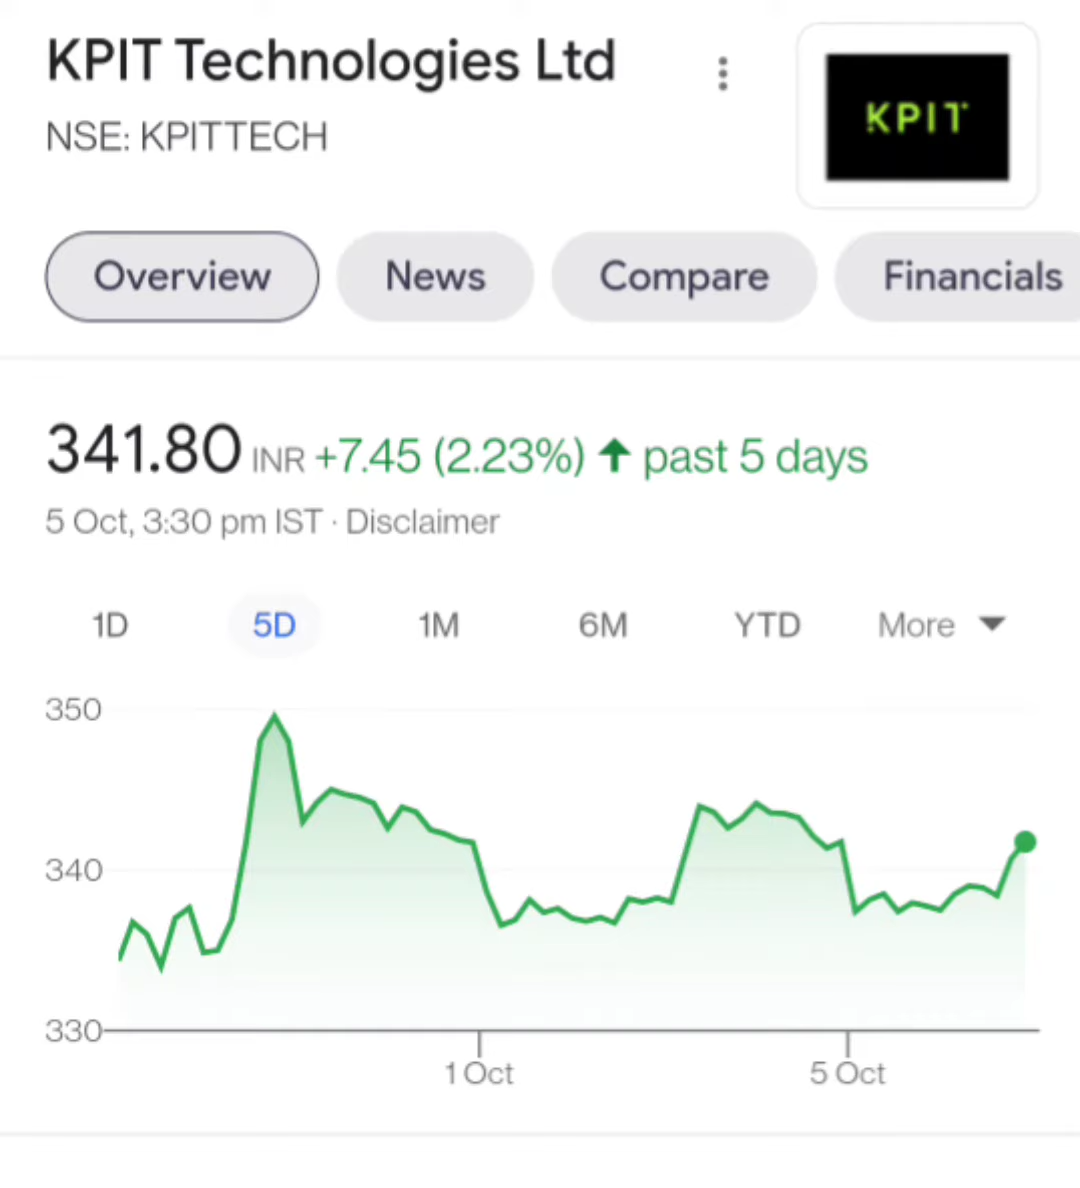 KPIT Technologies Ltd
NSE: KPITTECH
KPIT
Overview News Compare Financials
341.80 INR +7.45 (2.23%) ↑ past 5 days
5 Oct, 3:30 pm IST · Disclaimer
1D 5D 1M 6M YTD More
350
340
330
1 Oct 5 Oct